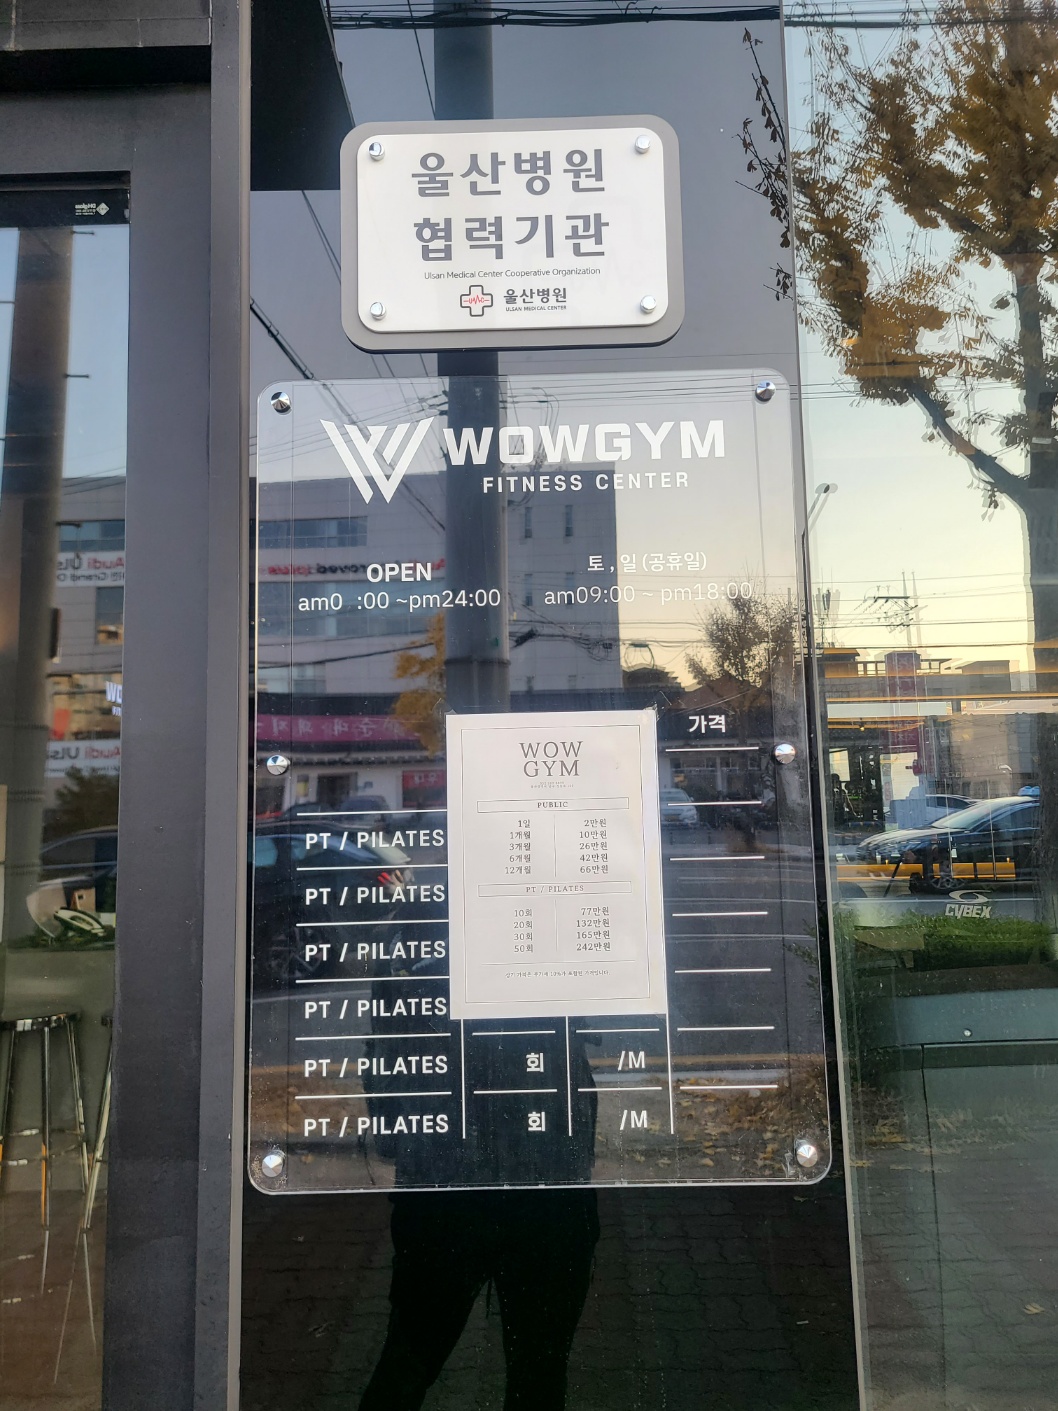 울산병원
협력기관
Ulsan Medical Center Cooperative Organization
울산병원
ULSAN MEDICAL CENTER
WOWGYM
FITNESS CENTER
OPEN
am0 :00 ~pm24:00
토 , 일 (공휴일)
am09:00 ~ pm18:00
가격
WOW
GYM
PUBLIC
1일 2만원
1개월 10만원
3개월 26만원
6개월 42만원
12개월 66만원
PT / PILATES
10회 77만원
20회 132만원
30회 165만원
50회 242만원
PT / PILATES
PT / PILATES
PT / PILATES
PT / PILATES
PT / PILATES 회 /M
PT / PILATES 회 /M
CYBEX